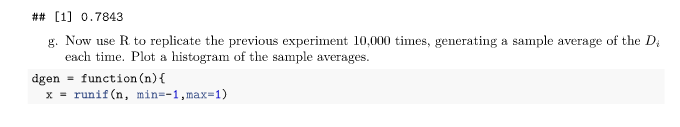 ## [1] 0.7843
g. Now use R to replicate the previous experiment 10,000 times, generating a sample average of the Di
each time. Plot a histogram of the sample averages.
dgen = function(n){
x = runif(n, min=-1,max=1)